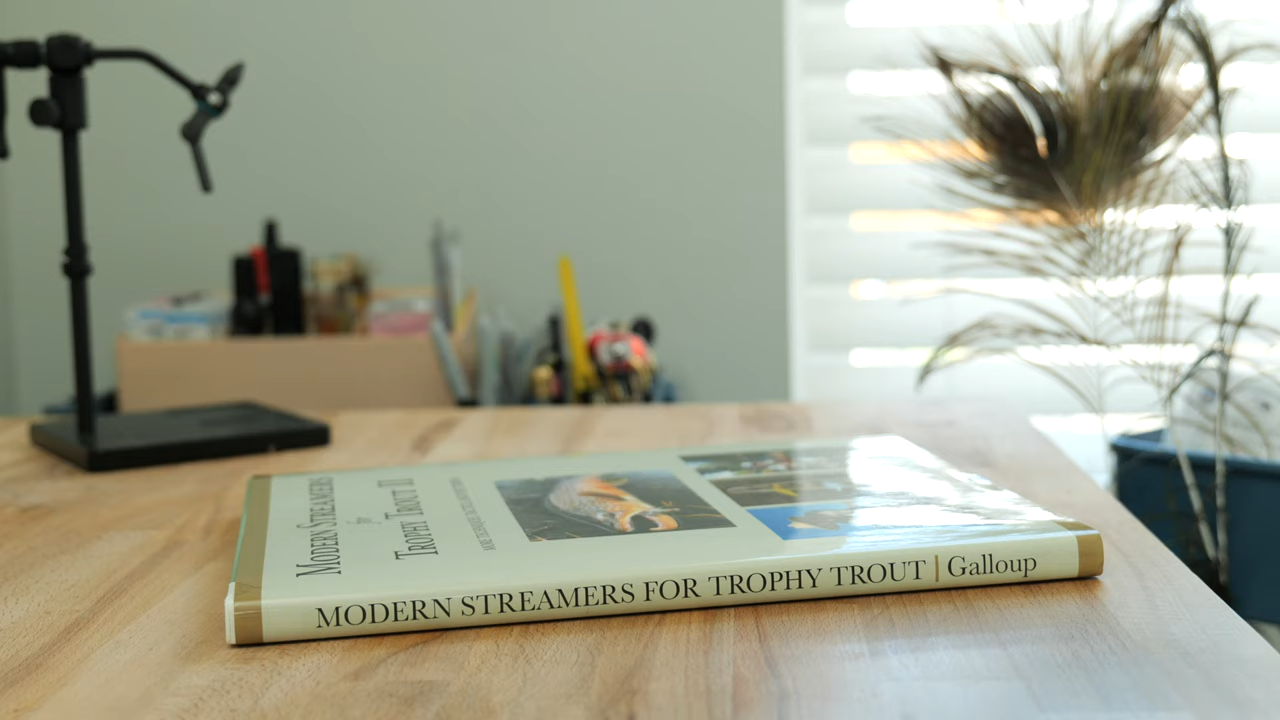 MODERN STREAMERS
for
TROPHY TROUT II
MODERN STREAMERS FOR TROPHY TROUT | Galloup